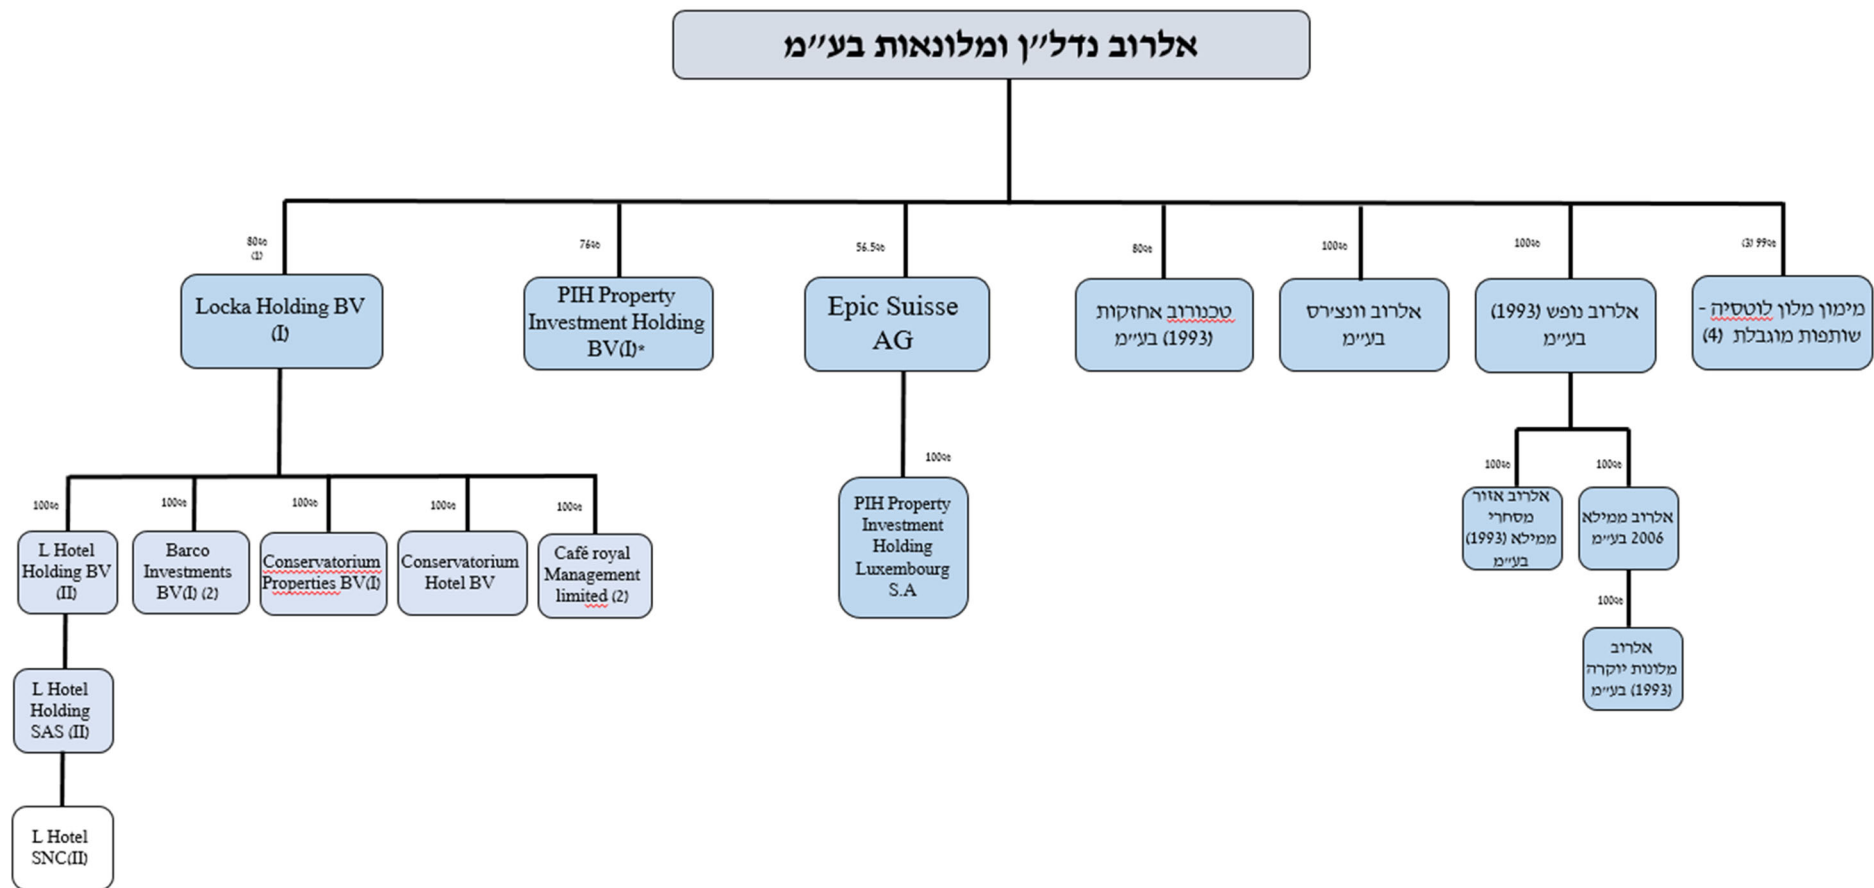 אלרוב נדל״ן ומלונאות בע״מ
80%
(1)
76%
56.5%
80%
100%
100%
(3) 99%
Locka Holding BV
(I)
PIH Property
Investment Holding
BV(I)*
Epic Suisse
AG
טכנורוב אחזקות
(1993) בע״מ
אלרוב וונצ׳רס
בע״מ
אלרוב נופש (1993)
בע״מ
מימון מלון לוטסיה -
שותפות מוגבלת (4)
100%
100%
100%
100%
100%
100%
100%
100%
L Hotel
Holding BV
(II)
Barco
Investments
BV(I) (2)
Conservatorium
Properties BV(I)
Conservatorium
Hotel BV
Café royal
Management
limited (2)
PIH Property
Investment
Holding
Luxembourg
S.A
אלרוב אזור
מסחרי
ממילא (1993)
בע״מ
אלרוב ממילא
2006 בע״מ
100%
L Hotel
Holding
SAS (II)
אלרוב
מלונות יוקרה
(1993) בע״מ
L Hotel
SNC(II)